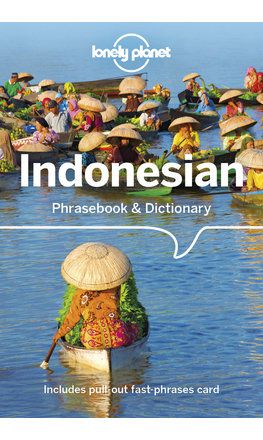 lonely planet
Indonesian
Phrasebook & Dictionary
Includes pull-out fast-phrases card